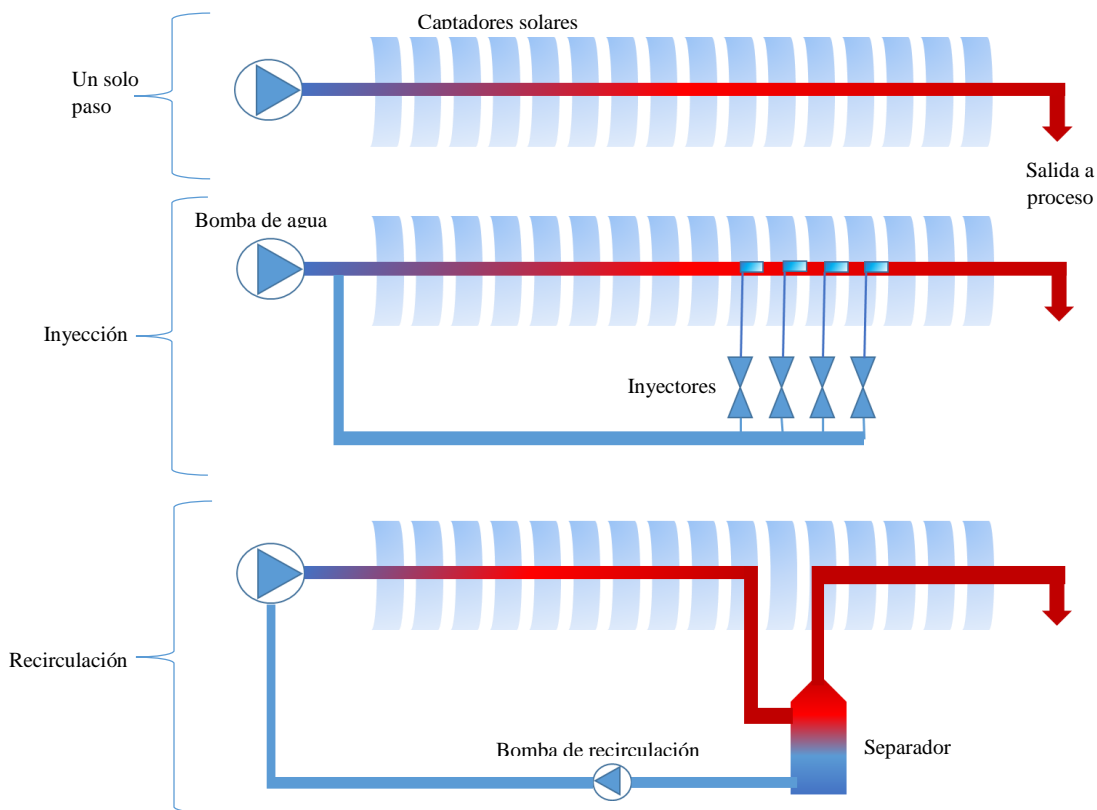 Captadores solares
Un solo
paso
Salida a
proceso
Bomba de agua
Inyección
Inyectores
Recirculación
Bomba de recirculación
Separador